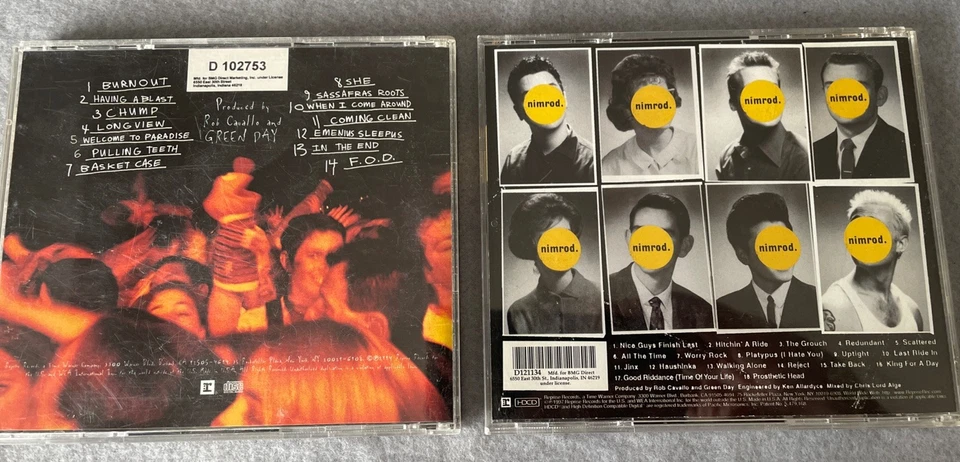 D 102753
Mfd. for BMG Direct Marketing, Inc. under License
6550 East 30th Street
Indianapolis, Indiana 46219
1 BURNOUT
2 HAVING A BLAST
3 CHUMP
4 LONGVIEW
5 WELCOME TO PARADISE
6 PULLING TEETH
7 BASKET CASE
Produced by
Rob Cavallo and
GREEN DAY
8 SHE
9 SASSAFRAS ROOTS
10 WHEN I COME AROUND
11 COMING CLEAN
12 EMENIUS SLEEPUS
13 IN THE END
14 F.O.D.
nimrod.
nimrod.
nimrod.
nimrod.
nimrod.
nimrod.
nimrod.
nimrod.
1. Nice Guys Finish Last 2. Hitchin' A Ride 3. The Grouch 4. Redundant 5. Scattered
6. All The Time 7. Worry Rock 8. Platypus (I Hate You) 9. Uptight 10. Last Ride In
11. Jinx 12. Haushinka 13. Walking Alone 14. Reject 15. Take Back 16. King For A Day
17. Good Riddance (Time Of Your Life) 18. Prosthetic Head
Produced by Rob Cavallo and Green Day Engineered by Ken Allardyce Mixed by Chris Lord Alge
D121134 Mfd. for BMG Direct
6550 East 30th St., Indianapolis, IN 46219
under license.
HDCD